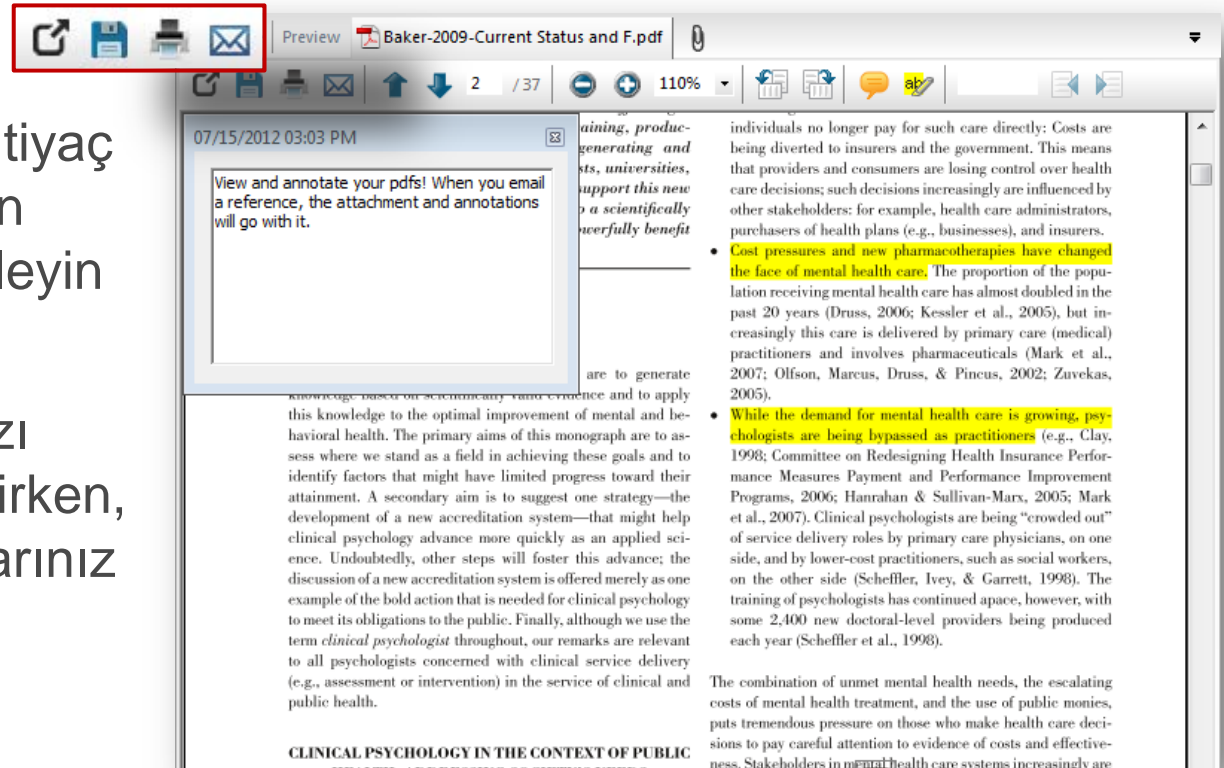 Preview Baker-2009-Current Status and F.pdf
2 / 37 110%
tiyaç
n
leyin
zı
irken,
arınız
07/15/2012 03:03 PM
View and annotate your pdfs! When you email
a reference, the attachment and annotations
will go with it.
aining, produc-
generating and
sts, universities,
support this new
a scientifically
owerfully benefit
are to generate
knowledge based on scientifically valid evidence and to apply
this knowledge to the optimal improvement of mental and be-
havioral health. The primary aims of this monograph are to as-
sess where we stand as a field in achieving these goals and to
identify factors that might have limited progress toward their
attainment. A secondary aim is to suggest one strategy—the
development of a new accreditation system—that might help
clinical psychology advance more quickly as an applied sci-
ence. Undoubtedly, other steps will foster this advance; the
discussion of a new accreditation system is offered merely as one
example of the bold action that is needed for clinical psychology
to meet its obligations to the public. Finally, although we use the
term clinical psychologist throughout, our remarks are relevant
to all psychologists concerned with clinical service delivery
(e.g., assessment or intervention) in the service of clinical and
public health.
CLINICAL PSYCHOLOGY IN THE CONTEXT OF PUBLIC
individuals no longer pay for such care directly: Costs are
being diverted to insurers and the government. This means
that providers and consumers are losing control over health
care decisions; such decisions increasingly are influenced by
other stakeholders: for example, health care administrators,
purchasers of health plans (e.g., businesses), and insurers.
• Cost pressures and new pharmacotherapies have changed
the face of mental health care. The proportion of the popu-
lation receiving mental health care has almost doubled in the
past 20 years (Druss, 2006; Kessler et al., 2005), but in-
creasingly this care is delivered by primary care (medical)
practitioners and involves pharmaceuticals (Mark et al.,
2007; Olfson, Marcus, Druss, & Pincus, 2002; Zuvekas,
2005).
• While the demand for mental health care is growing, psy-
chologists are being bypassed as practitioners (e.g., Clay,
1998; Committee on Redesigning Health Insurance Perfor-
mance Measures Payment and Performance Improvement
Programs, 2006; Hanrahan & Sullivan-Marx, 2005; Mark
et al., 2007). Clinical psychologists are being “crowded out”
of service delivery roles by primary care physicians, on one
side, and by lower-cost practitioners, such as social workers,
on the other side (Scheffler, Ivey, & Garrett, 1998). The
training of psychologists has continued apace, however, with
some 2,400 new doctoral-level providers being produced
each year (Scheffler et al., 1998).
The combination of unmet mental health needs, the escalating
costs of mental health treatment, and the use of public monies,
puts tremendous pressure on those who make health care deci-
sions to pay careful attention to evidence of costs and effective-
ness. Stakeholders in mental health care systems increasingly are